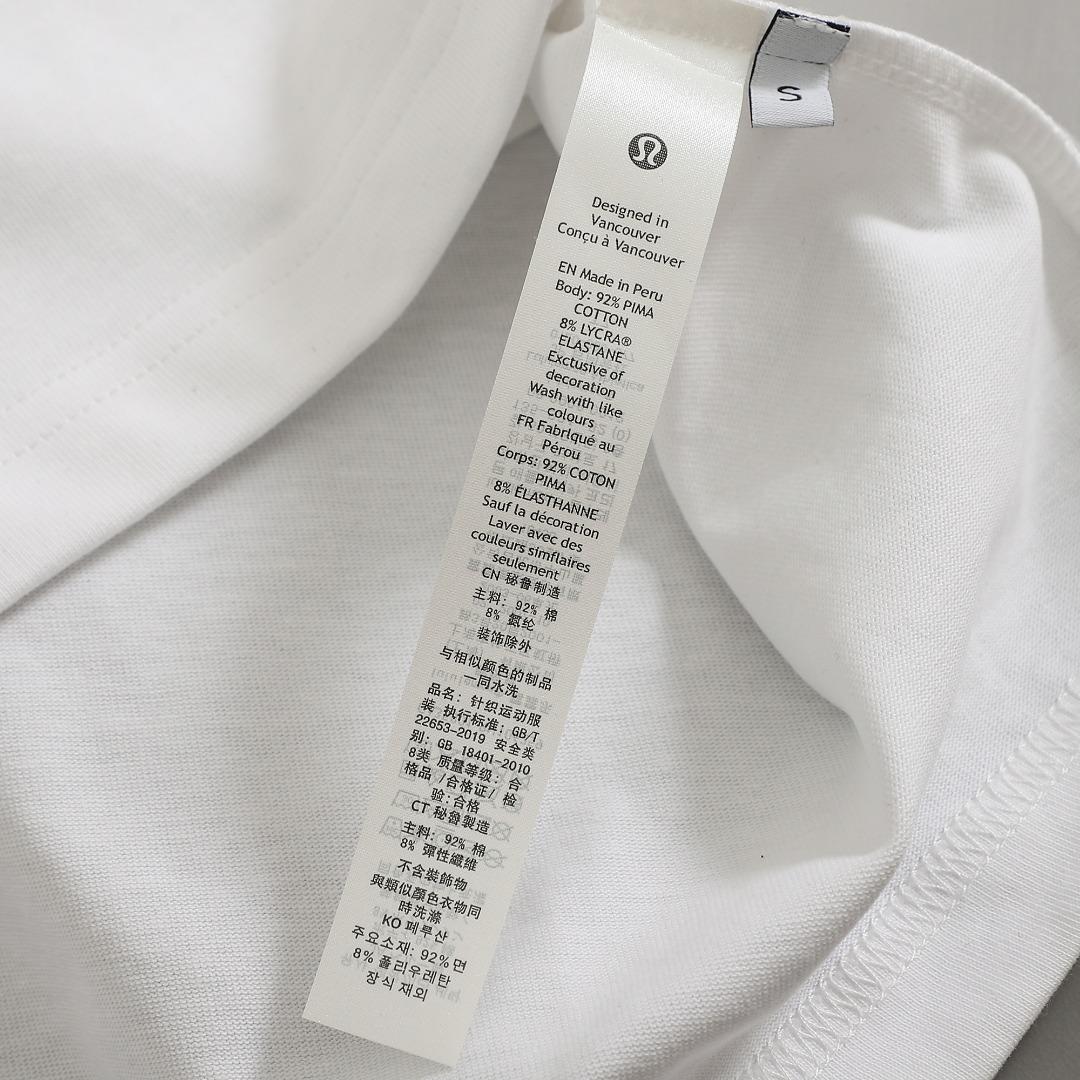 S
Designed in
Vancouver
Conçu à Vancouver
EN Made in Peru
Body: 92% PIMA
COTTON
8% LYCRA®
ELASTANE
Exclusive of
decoration
Wash with like
colours
FR Fabriqué au
Pérou
Corps: 92% COTON
PIMA
8% ÉLASTHANNE
Sauf la décoration
Laver avec des
couleurs simflaires
seulement
CN 秘鲁制造
主料: 92% 棉
8% 氨纶
装饰除外
与相似颜色的制品
一同水洗
品名: 针织运动服
装 执行标准: GB/T
22653-2019 安全类
别: GB 18401-2010
8类 质量等级: 合
格品 /合格证/ 检
验:合格
CT 秘魯製造
主料: 92% 棉
8% 彈性纖維
不含裝飾物
與類似顏色衣物同
時洗滌
KO 페루산
주요소재: 92% 면
8% 폴리우레탄
장식 재외